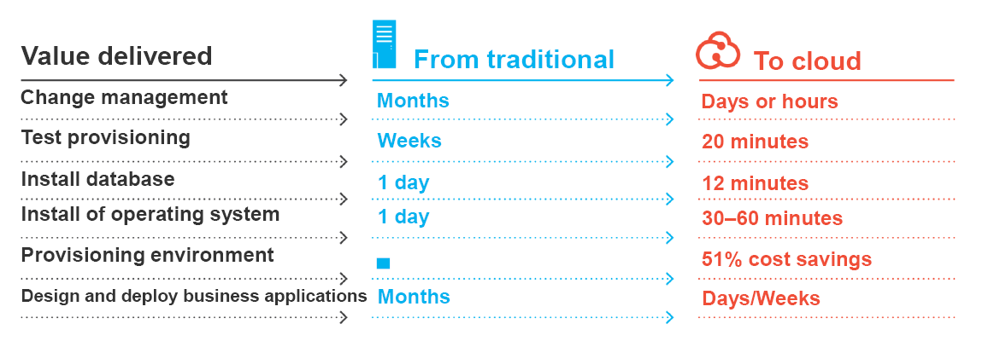 Value delivered From traditional To cloud
Change management Months Days or hours
Test provisioning Weeks 20 minutes
Install database 1 day 12 minutes
Install of operating system 1 day 30–60 minutes
Provisioning environment 51% cost savings
Design and deploy business applications Months Days/Weeks